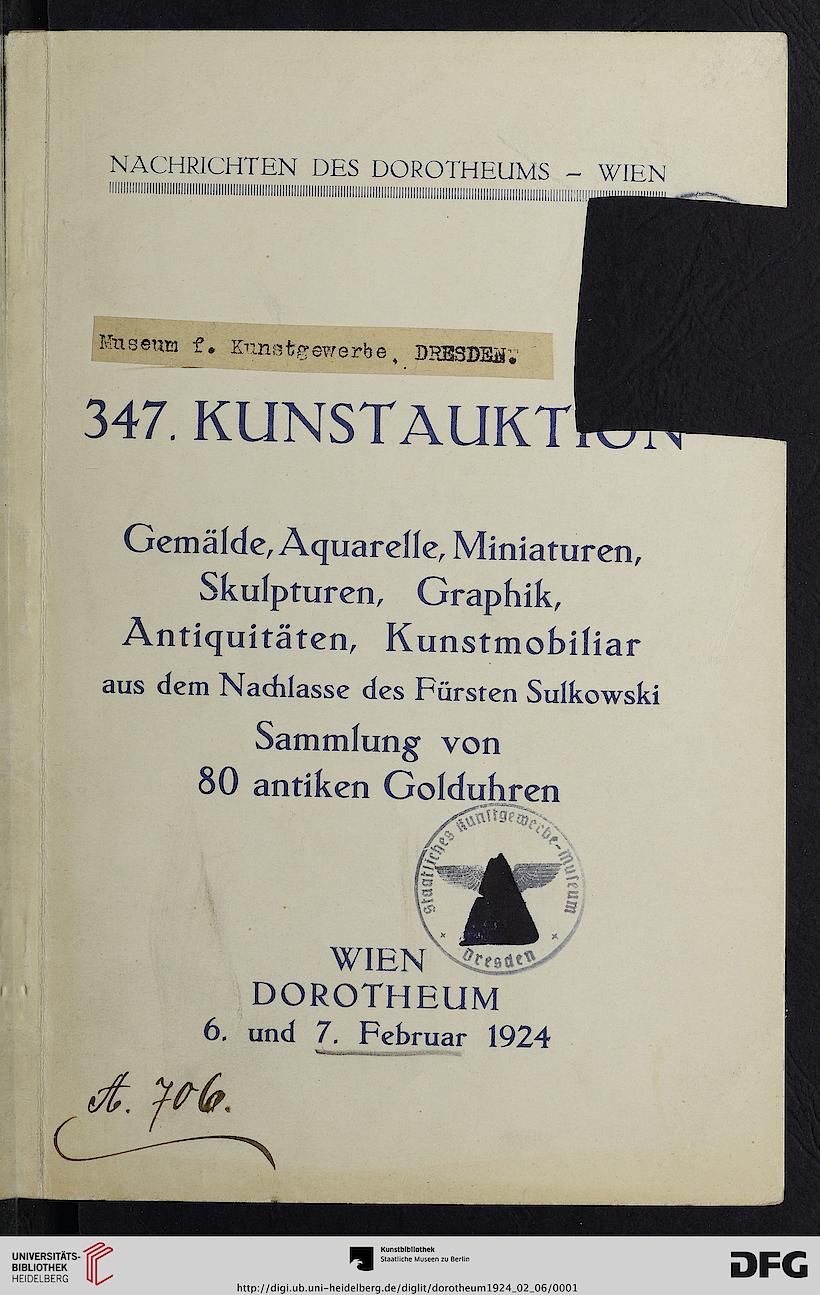 NACHRICHTEN DES DOROTHEUMS – WIEN
Museum f. Kunstgewerbe, DRESDEN.
347. KUNSTAUKTION
Gemälde, Aquarelle, Miniaturen,
Skulpturen, Graphik,
Antiquitäten, Kunstmobiliar
aus dem Nachlasse des Fürsten Sulkowski
Sammlung von
80 antiken Golduhren
Staatliches Kunstgewerbe-Museum
Dresden
WIEN
DOROTHEUM
6. und 7. Februar 1924
A. 706.
UNIVERSITÄTS-
BIBLIOTHEK
HEIDELBERG
Kunstbibliothek
Staatliche Museen zu Berlin
DFG
http://digi.ub.uni-heidelberg.de/diglit/dorotheum1924_02_06/0001